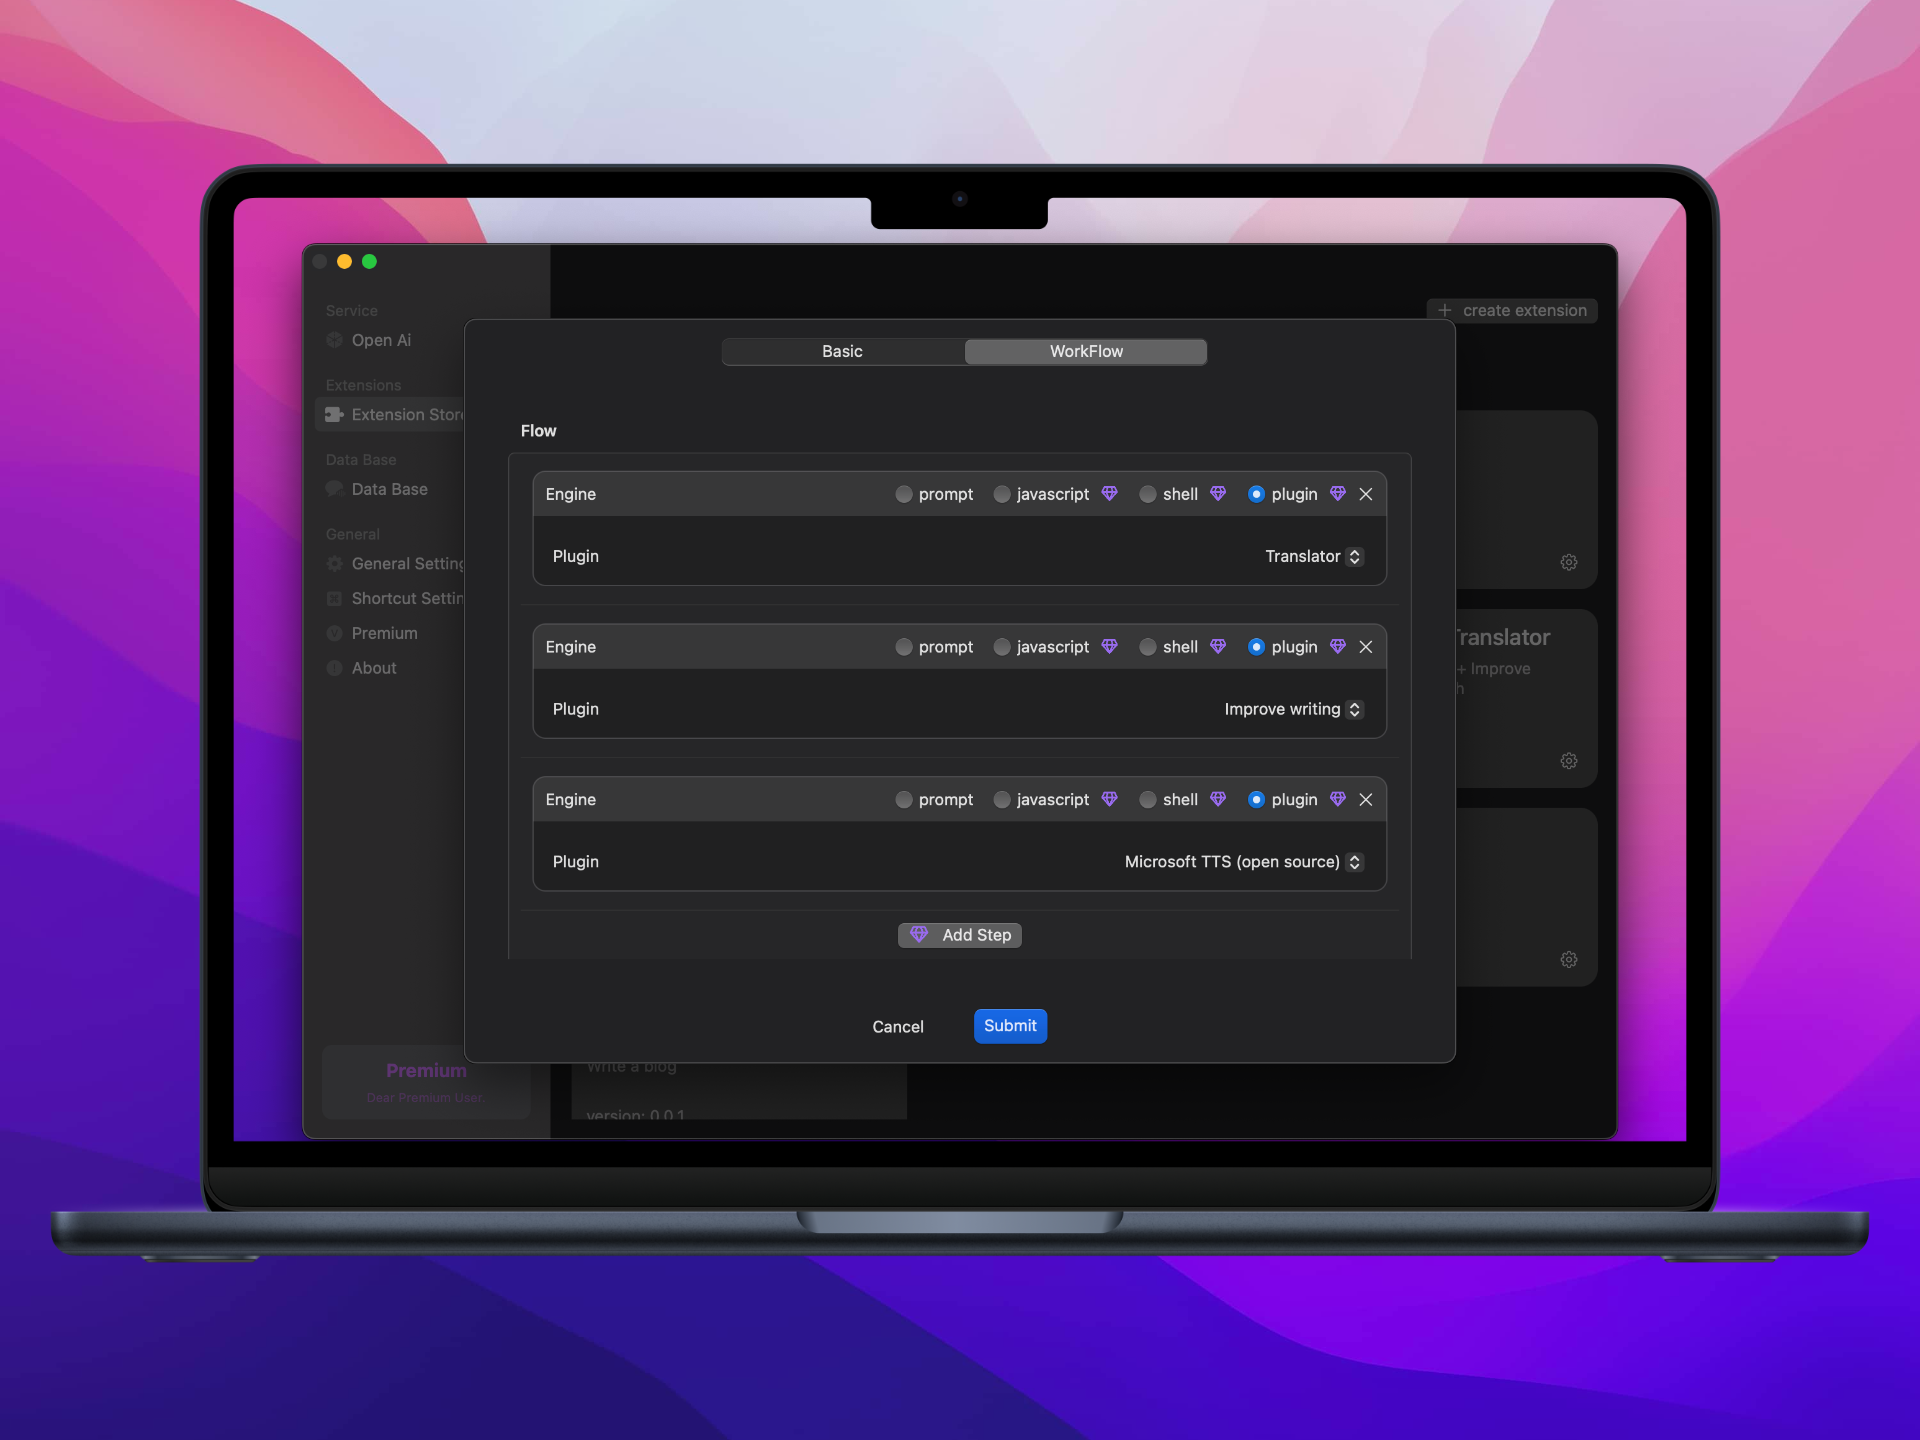 Service
Open Ai
Extensions
Extension Store
Data Base
Data Base
General
General Setting
Shortcut Settin
Premium
About
Premium
Dear Premium User.
create extension
Basic
WorkFlow
Flow
Engine prompt javascript shell plugin
Plugin Translator
Engine prompt javascript shell plugin
Plugin Improve writing
Engine prompt javascript shell plugin
Plugin Microsoft TTS (open source)
Add Step
Cancel
Submit
Translator
+ Improve
h
Write a blog
version: 0.0.1